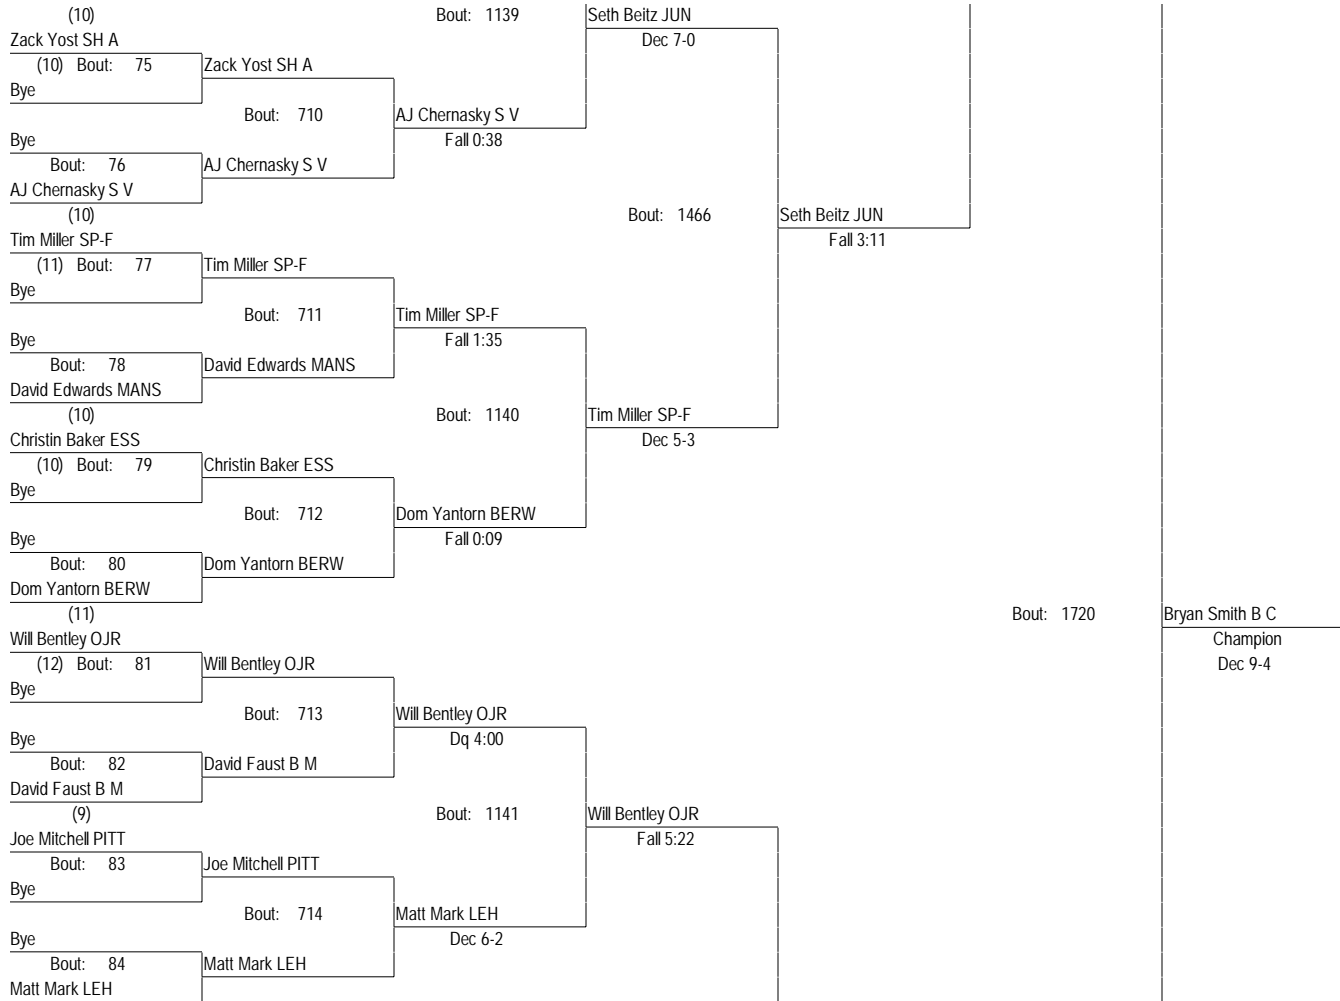 (10) Bout: 1139 Seth Beitz JUN
Zack Yost SH A Dec 7-0
(10) Bout: 75 Zack Yost SH A
Bye
Bout: 710 AJ Chernasky S V
Bye Fall 0:38
Bout: 76 AJ Chernasky S V
AJ Chernasky S V
(10) Bout: 1466 Seth Beitz JUN
Tim Miller SP-F Fall 3:11
(11) Bout: 77 Tim Miller SP-F
Bye
Bout: 711 Tim Miller SP-F
Bye Fall 1:35
Bout: 78 David Edwards MANS
David Edwards MANS
(10) Bout: 1140 Tim Miller SP-F
Christin Baker ESS Dec 5-3
(10) Bout: 79 Christin Baker ESS
Bye
Bout: 712 Dom Yantorn BERW
Bye Fall 0:09
Bout: 80 Dom Yantorn BERW
Dom Yantorn BERW
(11) Bout: 1720 Bryan Smith B C
Will Bentley OJR Champion
(12) Bout: 81 Will Bentley OJR Dec 9-4
Bye
Bout: 713 Will Bentley OJR
Bye Dq 4:00
Bout: 82 David Faust B M
David Faust B M
(9) Bout: 1141 Will Bentley OJR
Joe Mitchell PITT Fall 5:22
Bout: 83 Joe Mitchell PITT
Bye
Bout: 714 Matt Mark LEH
Bye Dec 6-2
Bout: 84 Matt Mark LEH
Matt Mark LEH